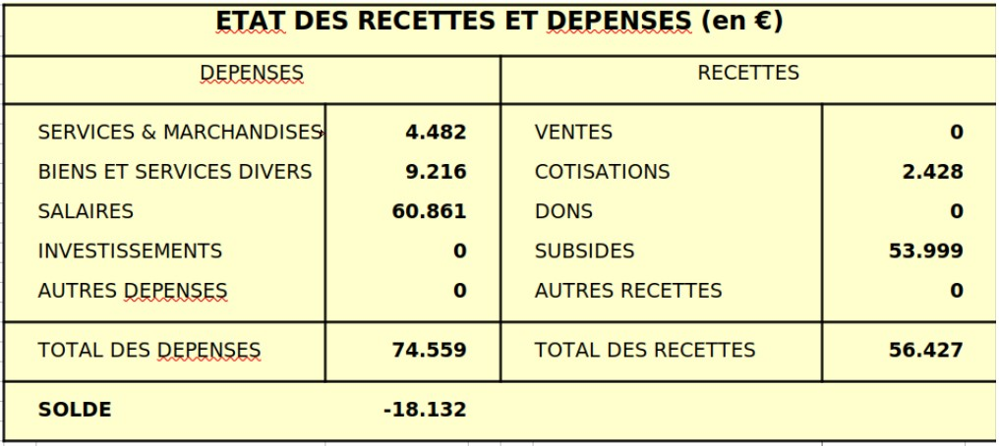 ETAT DES RECETTES ET DEPENSES (en €)
DEPENSES RECETTES
SERVICES & MARCHANDISES 4.482 VENTES 0
BIENS ET SERVICES DIVERS 9.216 COTISATIONS 2.428
SALAIRES 60.861 DONS 0
INVESTISSEMENTS 0 SUBSIDES 53.999
AUTRES DEPENSES 0 AUTRES RECETTES 0
TOTAL DES DEPENSES 74.559 TOTAL DES RECETTES 56.427
SOLDE -18.132